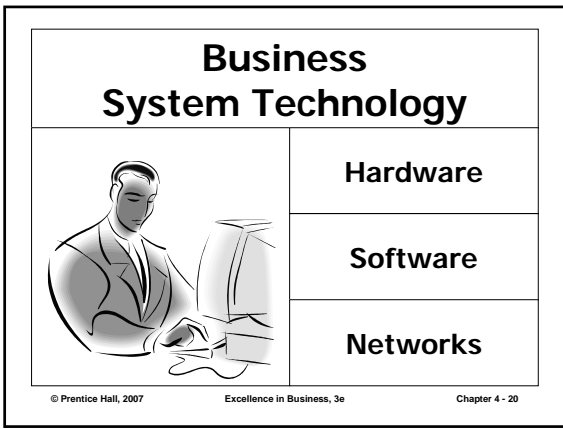 Business
System Technology
Hardware
Software
Networks
© Prentice Hall, 2007 Excellence in Business, 3e Chapter 4 - 20